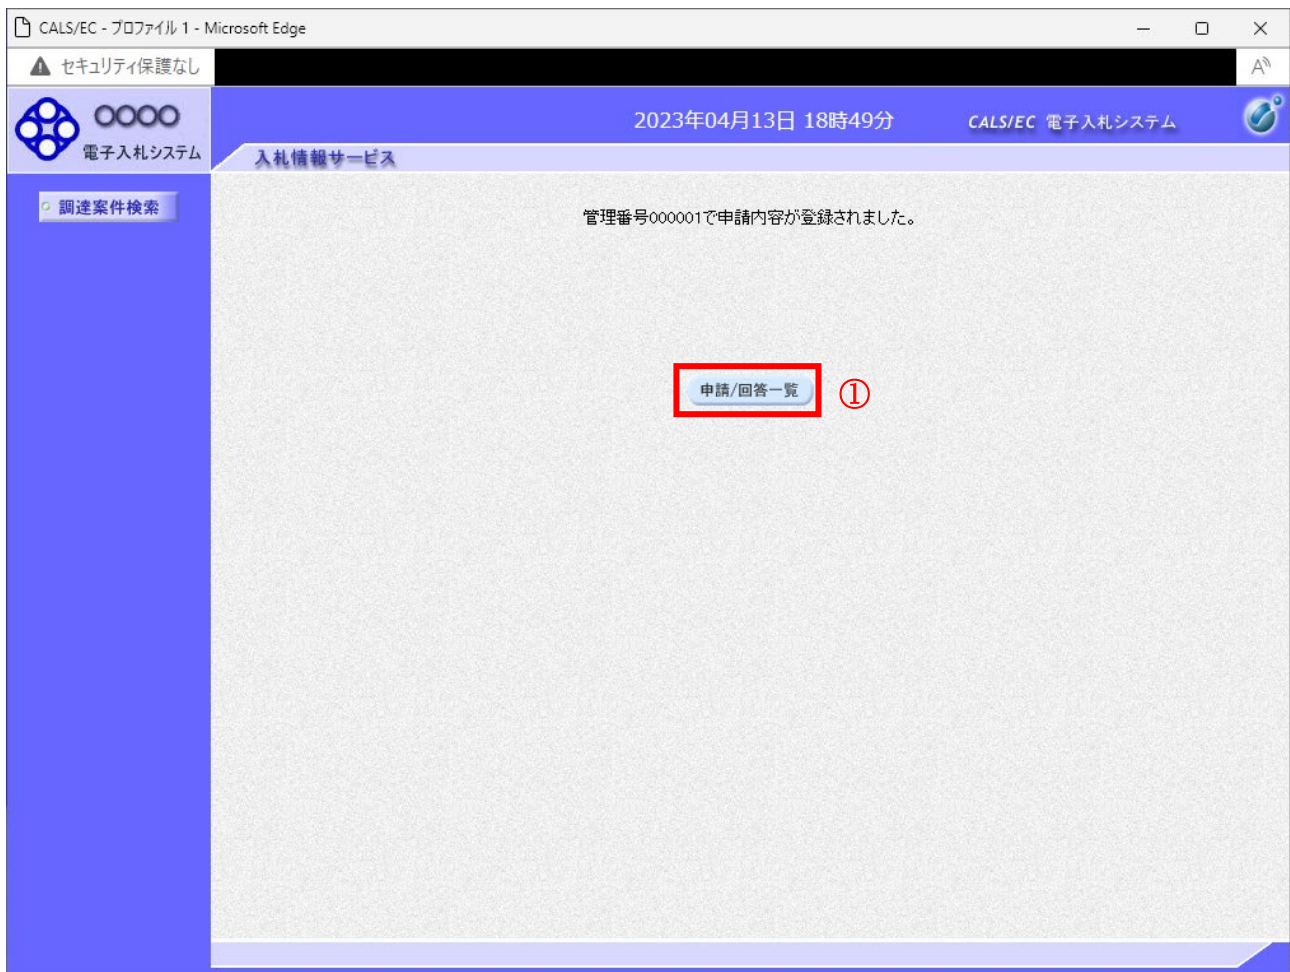 CALS/EC - プロファイル 1 - Microsoft Edge
セキュリティ保護なし
OOOO
電子入札システム
2023年04月13日 18時49分
CALS/EC 電子入札システム
入札情報サービス
調達案件検索
管理番号000001で申請内容が登録されました。
申請/回答一覧
①